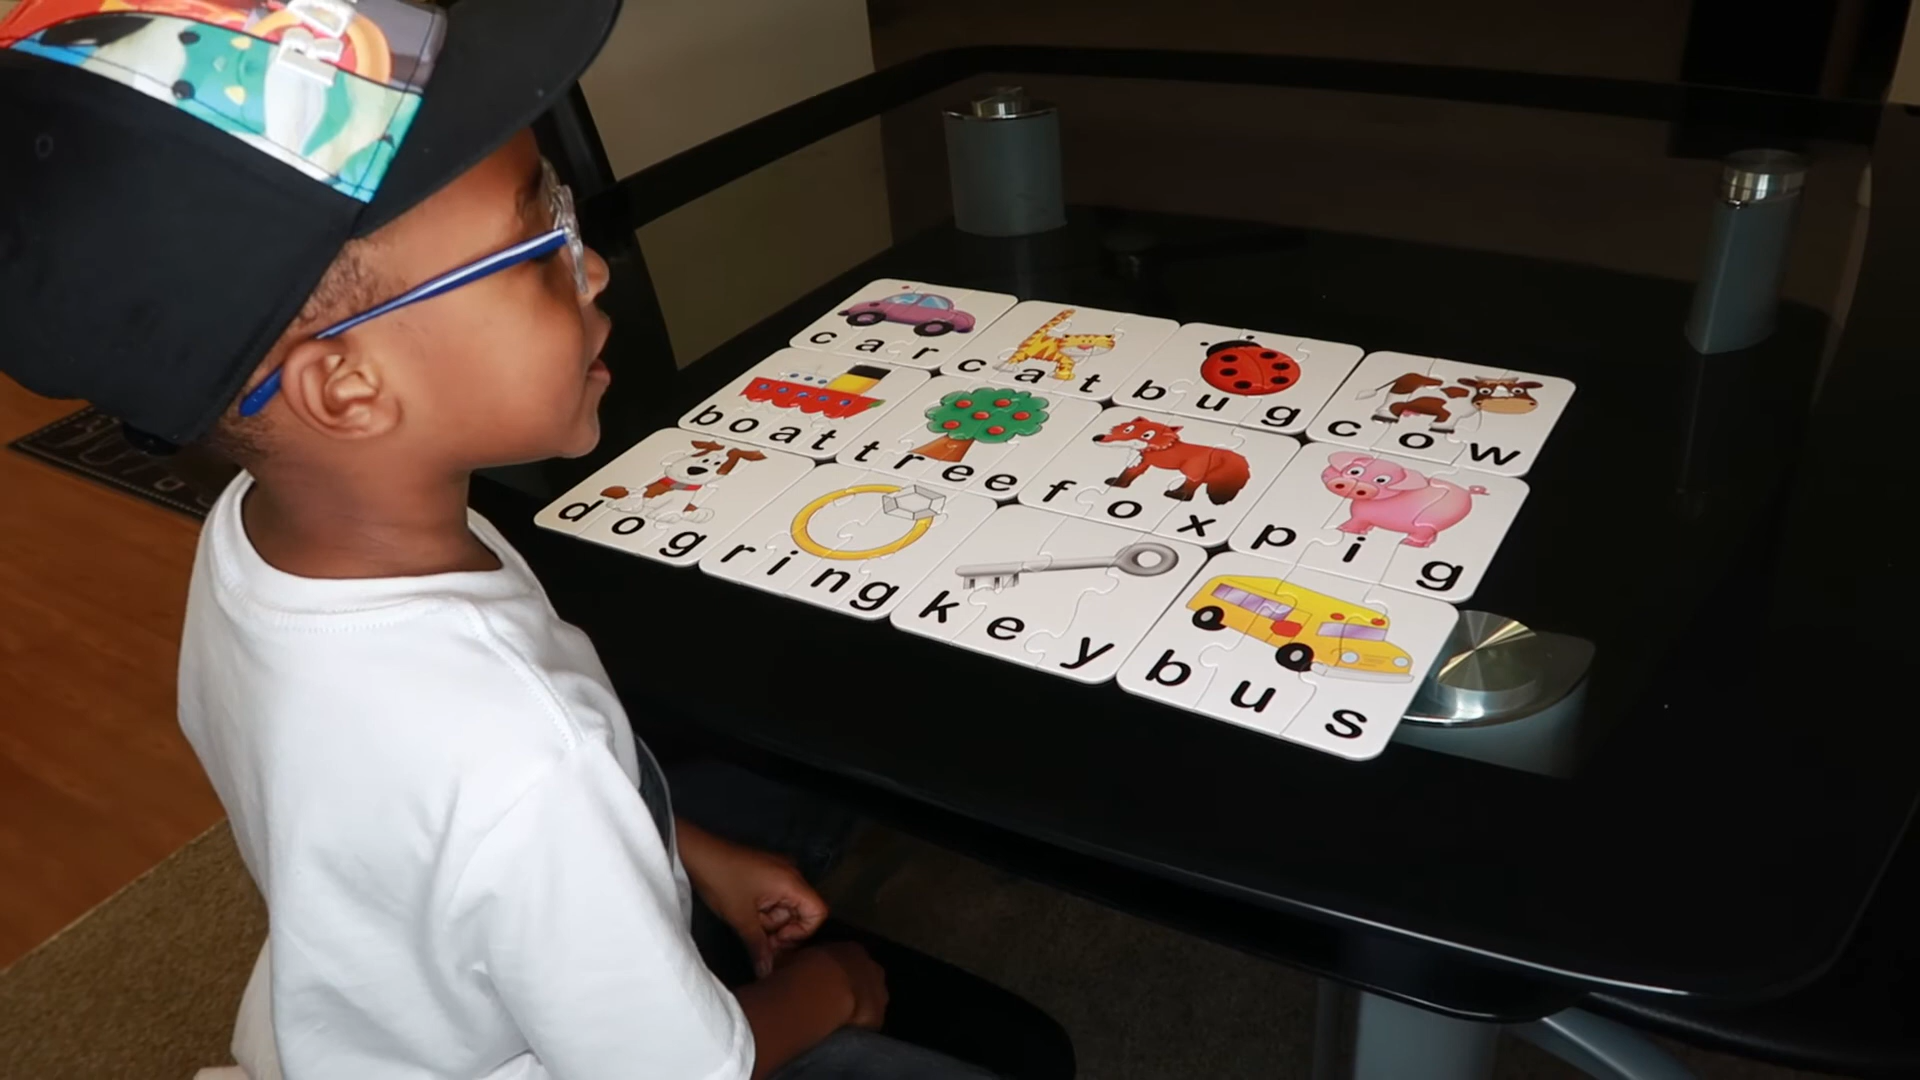 car cat bug cow
boat tree fox pig
dog ring key bus